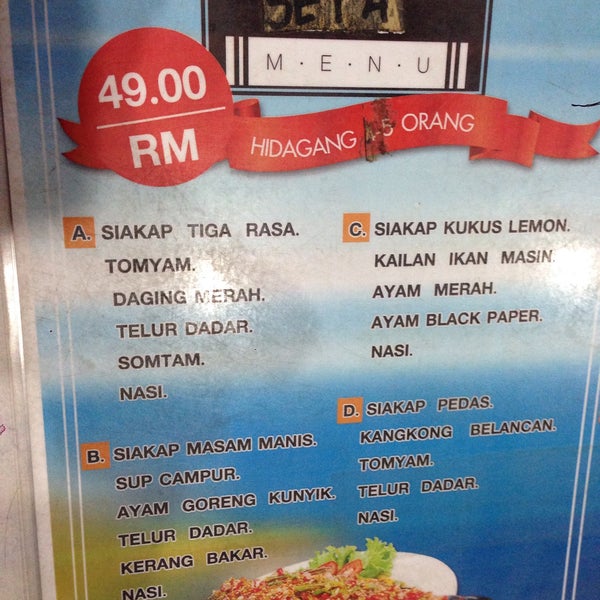 SETA
MENU
49.00
RM
HIDAGANG 4-5 ORANG
A. SIAKAP TIGA RASA.
TOMYAM.
DAGING MERAH.
TELUR DADAR.
SOMTAM.
NASI.
B. SIAKAP MASAM MANIS.
SUP CAMPUR.
AYAM GORENG KUNYIK.
TELUR DADAR.
KERANG BAKAR.
NASI.
C. SIAKAP KUKUS LEMON.
KAILAN IKAN MASIN.
AYAM MERAH.
AYAM BLACK PAPER.
NASI.
D. SIAKAP PEDAS.
KANGKONG BELANCAN.
TOMYAM.
TELUR DADAR.
NASI.